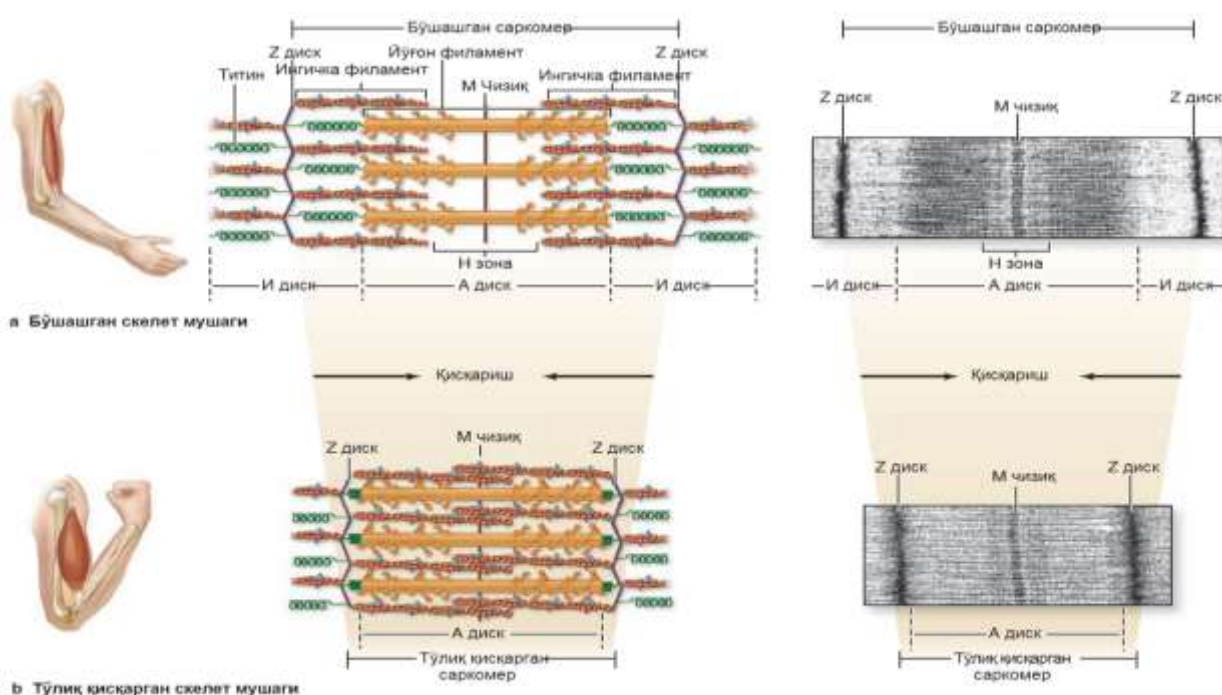 Бўшашган саркомер
Z диск
Йўғон филамент
Z диск
Ингичка филамент
Ингичка филамент
Титин
М Чизиқ
Н зона
И диск
А диск
И диск
a Бўшашган скелет мушаги
Бўшашган саркомер
Z диск
М чизиқ
Z диск
Н зона
И диск
А диск
И диск
Қисқариш
Қисқариш
Z диск
М чизиқ
Z диск
А диск
Тўлиқ қисқарган саркомер
Z диск
М чизиқ
Z диск
А диск
Тўлиқ қисқарган
саркомер
b Тўлиқ қисқарган скелет мушаги